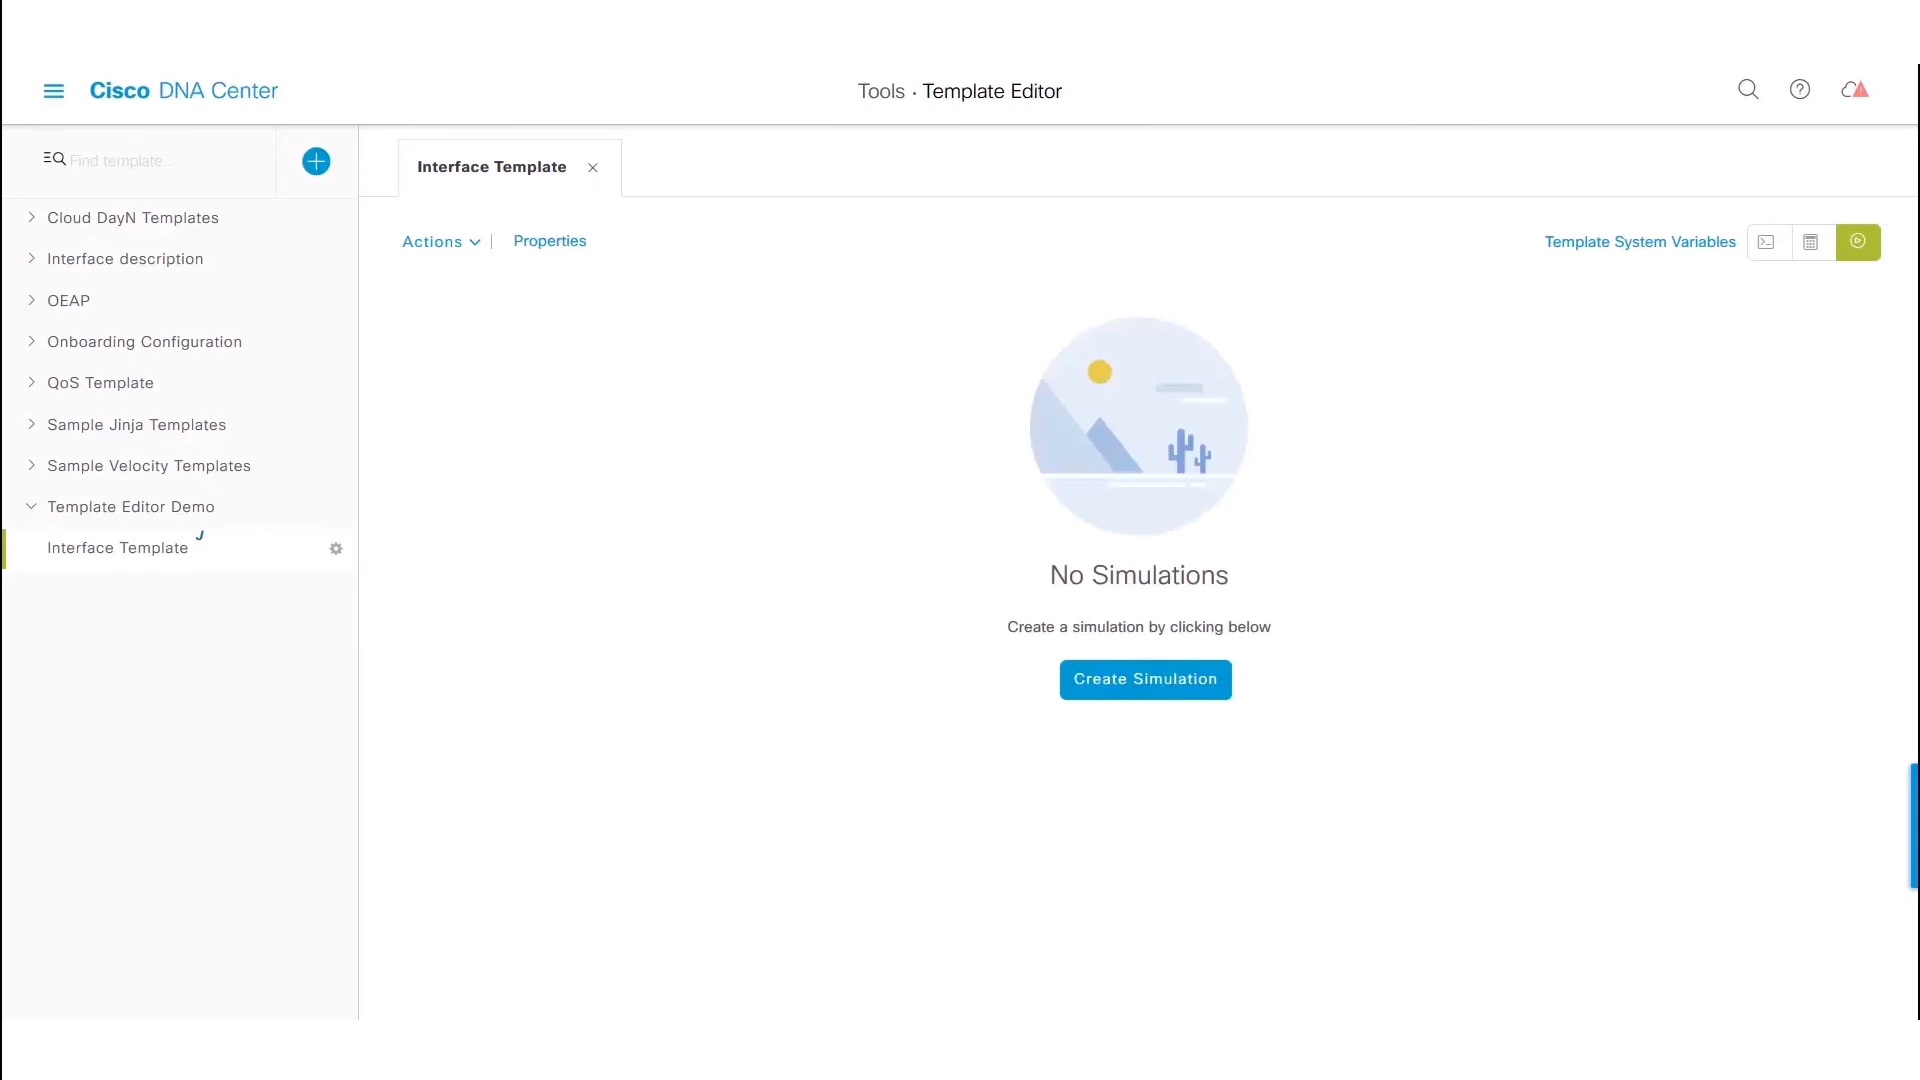 Cisco DNA Center
Tools · Template Editor
Find template...
Interface Template
Cloud DayN Templates
Interface description
OEAP
Onboarding Configuration
QoS Template
Sample Jinja Templates
Sample Velocity Templates
Template Editor Demo
Interface Template J
Actions | Properties
Template System Variables
No Simulations
Create a simulation by clicking below
Create Simulation